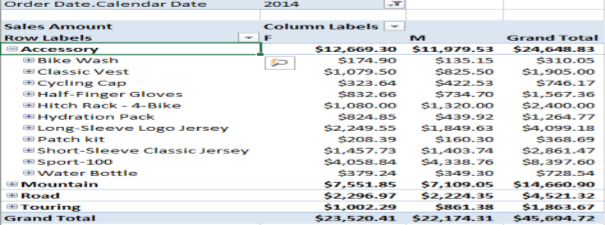 Order Date.Calendar Date 2014
Sales Amount Column Labels
Row Labels F M Grand Total
Accessory $12,669.30 $11,979.53 $24,648.83
Bike Wash $174.90 $135.15 $310.05
Classic Vest $1,079.50 $825.50 $1,905.00
Cycling Cap $323.64 $422.53 $746.17
Half-Finger Gloves $832.66 $734.70 $1,567.36
Hitch Rack - 4-Bike $1,080.00 $1,320.00 $2,400.00
Hydration Pack $824.85 $439.92 $1,264.77
Long-Sleeve Logo Jersey $2,249.55 $1,849.63 $4,099.18
Patch kit $208.39 $160.30 $368.69
Short-Sleeve Classic Jersey $1,457.73 $1,403.74 $2,861.47
Sport-100 $4,058.84 $4,338.76 $8,397.60
Water Bottle $379.24 $349.30 $728.54
Mountain $7,551.85 $7,109.05 $14,660.90
Road $2,296.97 $2,224.35 $4,521.32
Touring $1,002.29 $861.38 $1,863.67
Grand Total $23,520.41 $22,174.31 $45,694.72